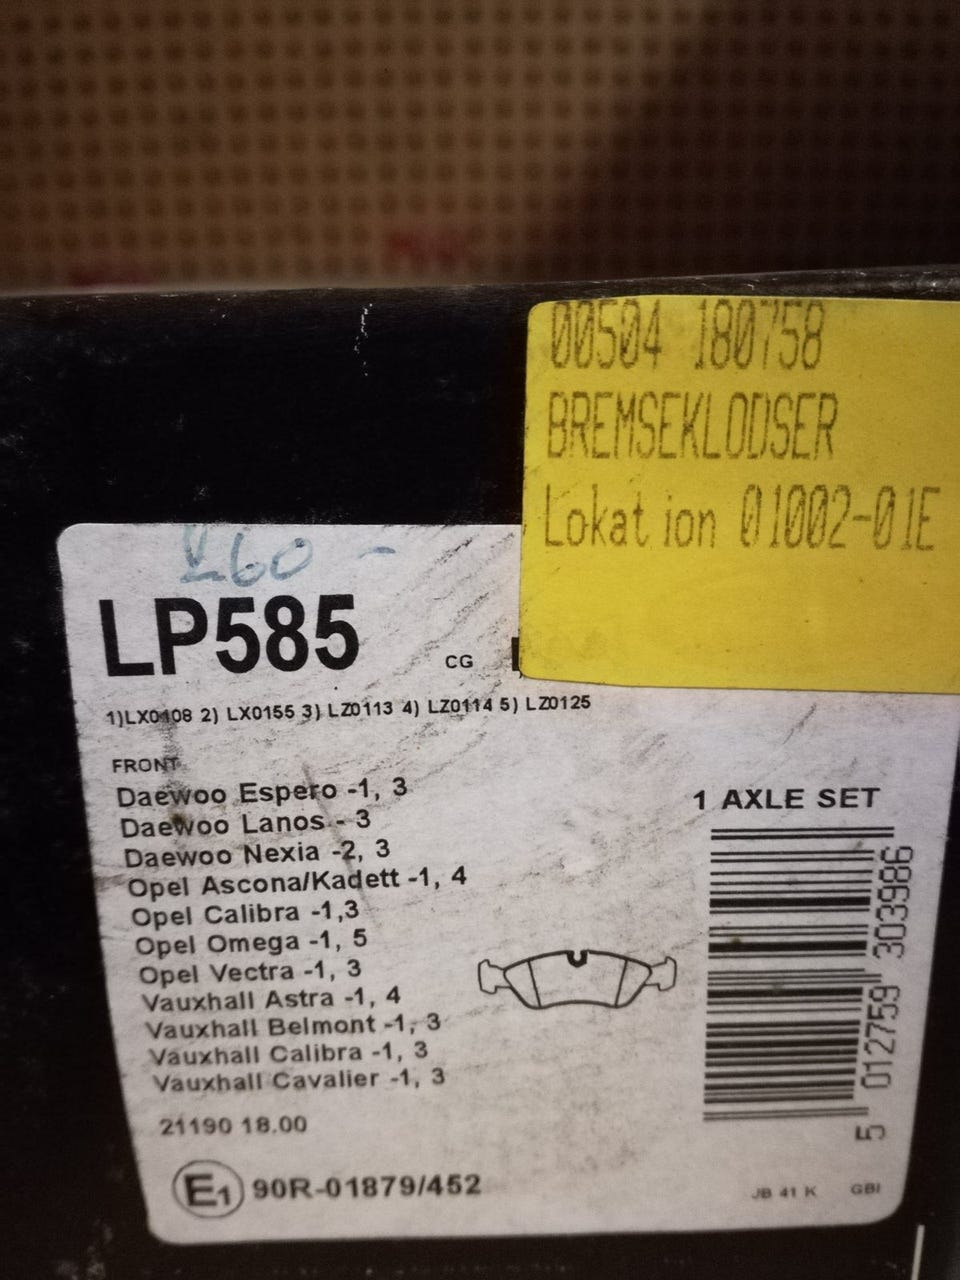 00504 180758
BREMSEKLODSER
Lokation 01002-01E
260 -
LP585
CG
1)LX0108 2) LX0155 3) LZ0113 4) LZ0114 5) LZ0125
FRONT
Daewoo Espero -1, 3
Daewoo Lanos - 3
Daewoo Nexia -2, 3
Opel Ascona/Kadett -1, 4
Opel Calibra -1,3
Opel Omega -1, 5
Opel Vectra -1, 3
Vauxhall Astra -1, 4
Vauxhall Belmont -1, 3
Vauxhall Calibra -1, 3
Vauxhall Cavalier -1, 3
21190 18.00
E1 90R-01879/452
1 AXLE SET
5 012759 303986
JB 41 K GBI